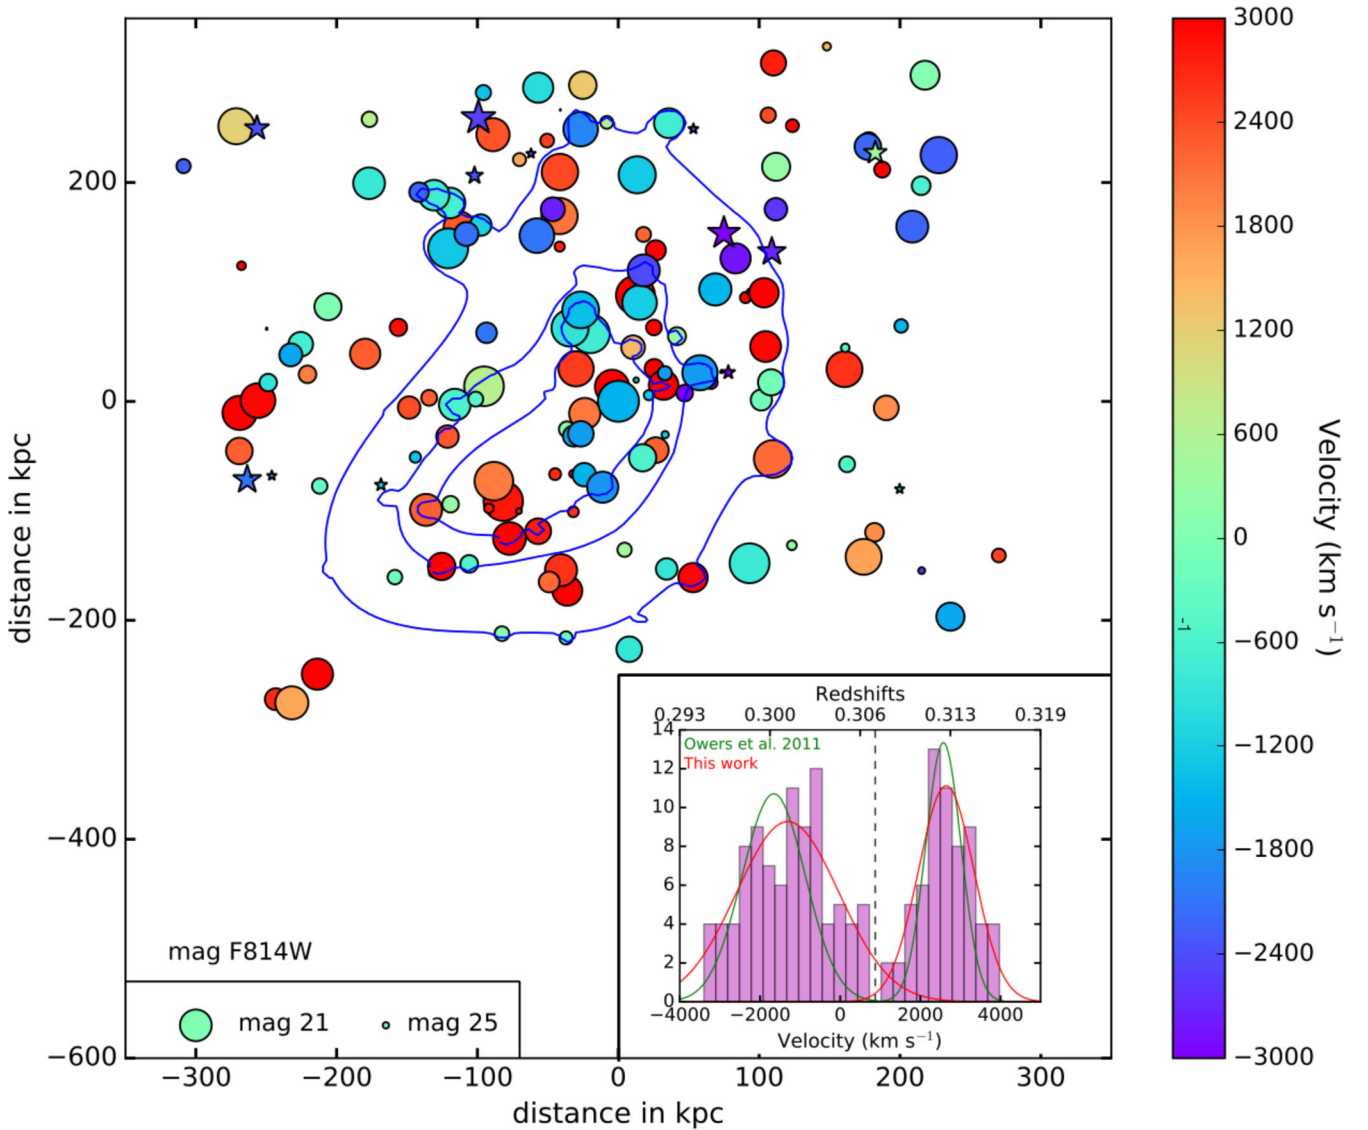 3000
2400
1800
1200
600
0
−600
−1200
−1800
−2400
−3000
Velocity (km s−1)
-1
200
0
−200
−400
−600
distance in kpc
−300
−200
−100
0
100
200
300
distance in kpc
mag F814W
mag 21
mag 25
Redshifts
0.293 0.300 0.306 0.313 0.319
Owers et al. 2011
This work
14
12
10
8
6
4
2
0
−4000 −2000 0 2000 4000
Velocity (km s−1)